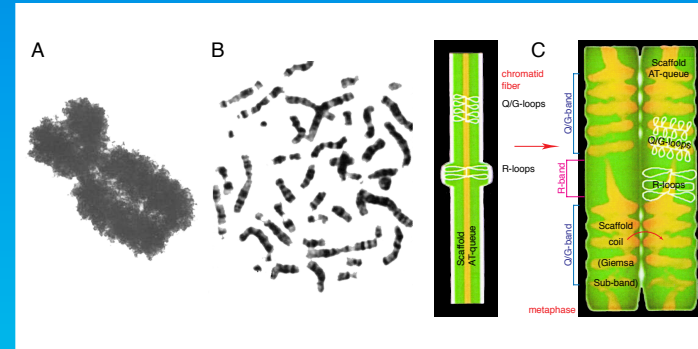 A
B
C
chromatid
fiber
Q/G-loops
R-loops
Scaffold
AT-queue
Q/G-band
R-band
Q/G-band
Scaffold
AT-queue
Q/G-loops
R-loops
Scaffold
coil
(Giemsa
Sub-band)
metaphase